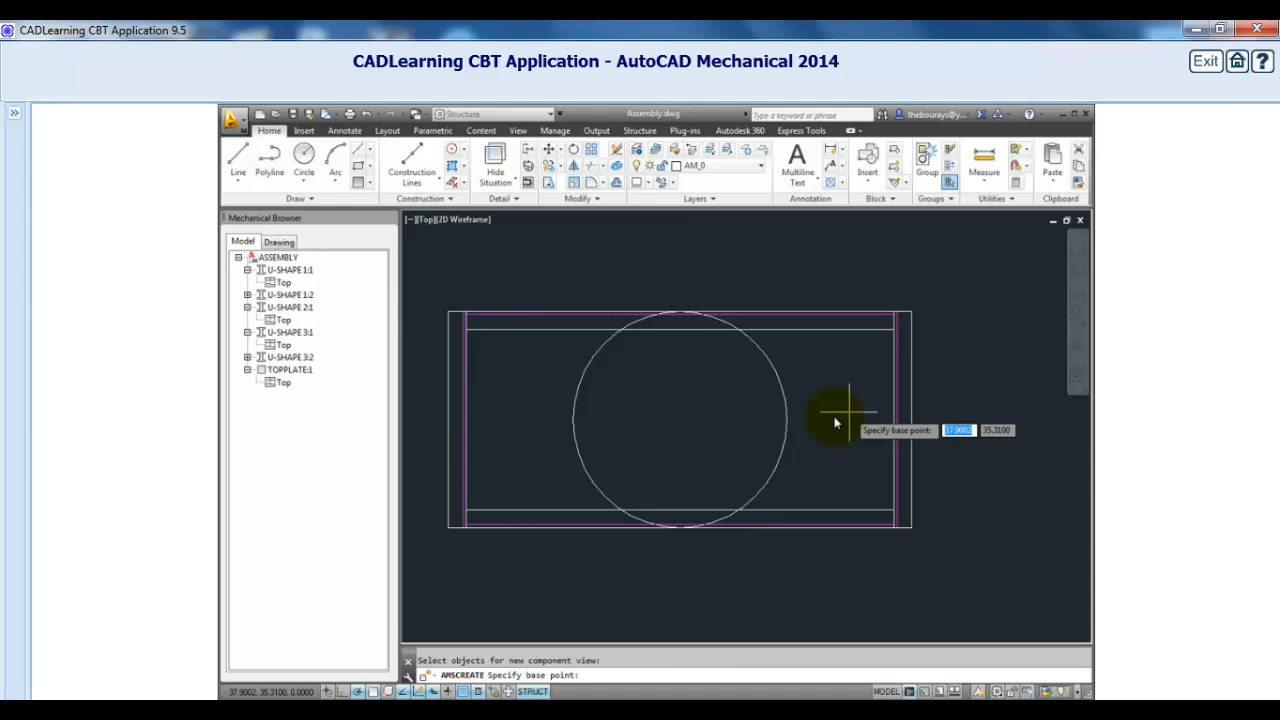 CADLearning CBT Application 9.5
CADLearning CBT Application - AutoCAD Mechanical 2014
Exit
Structure
Assembly.dwg
Type a keyword or phrase
thebourays@y...
Home Insert Annotate Layout Parametric Content View Manage Output Structure Plug-ins Autodesk 360 Express Tools
AM_0
Line Polyline Circle Arc Construction Lines Hide Situation Multiline Text Insert Group Measure Paste
Draw Construction Detail Modify Layers Annotation Block Groups Utilities Clipboard
Mechanical Browser
[−][Top][2D Wireframe]
Model Drawing
ASSEMBLY
U-SHAPE 1:1
Top
U-SHAPE 1:2
U-SHAPE 2:1
Top
U-SHAPE 3:1
Top
U-SHAPE 3:2
TOPPLATE:1
Top
Specify base point: 37.9002 35.3100
Select objects for new component view:
AMSCREATE Specify base point:
37.9002, 35.3100, 0.0000
STRUCT
MODEL